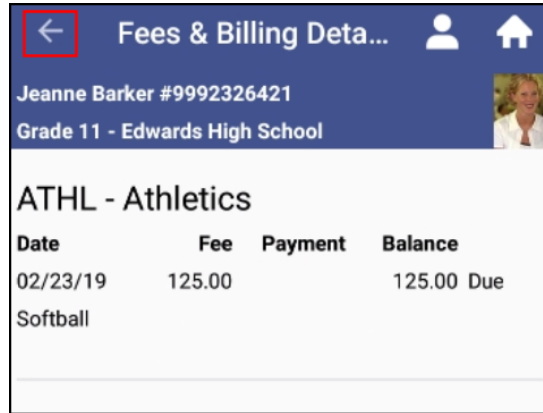 Fees & Billing Deta...
Jeanne Barker #9992326421
Grade 11 - Edwards High School
ATHL - Athletics
Date Fee Payment Balance
02/23/19 125.00 125.00 Due
Softball